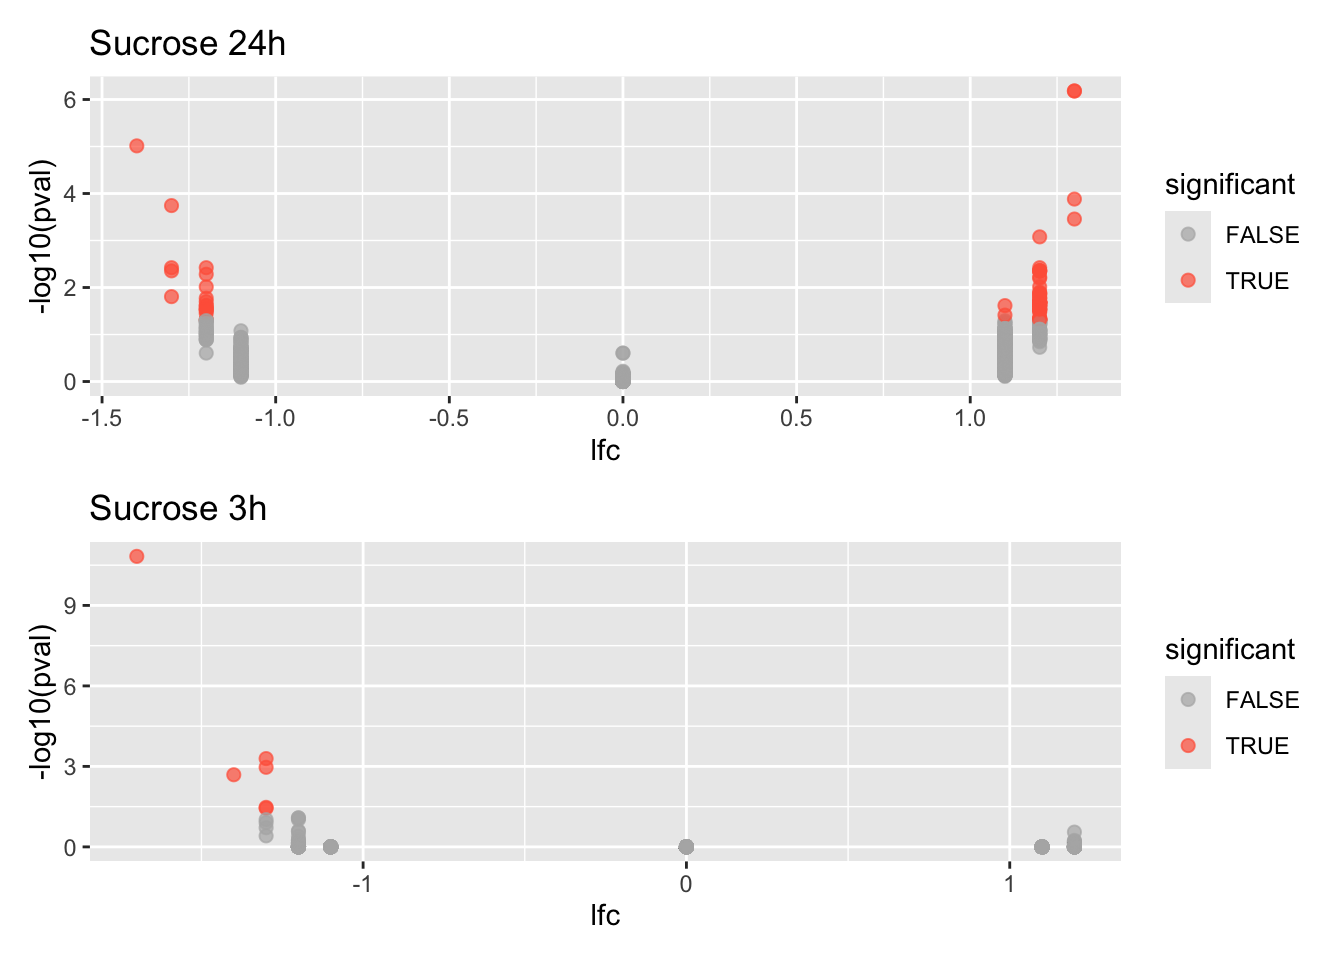 Sucrose 24h
6
4
2
0
-log10(pval)
-1.5 -1.0 -0.5 0.0 0.5 1.0
lfc
significant
FALSE
TRUE
Sucrose 3h
9
6
3
0
-log10(pval)
-1 0 1
lfc
significant
FALSE
TRUE